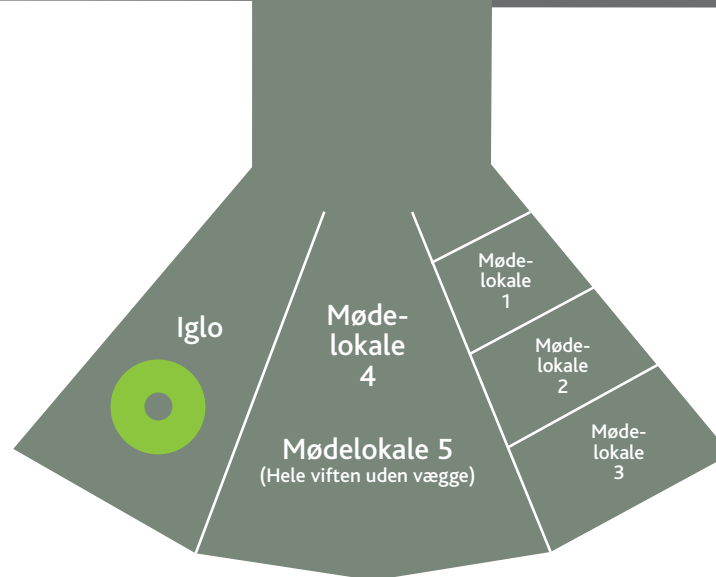 Iglo
Møde-
lokale
4
Mødelokale 5
(Hele viften uden vægge)
Møde-
lokale
1
Møde-
lokale
2
Møde-
lokale
3